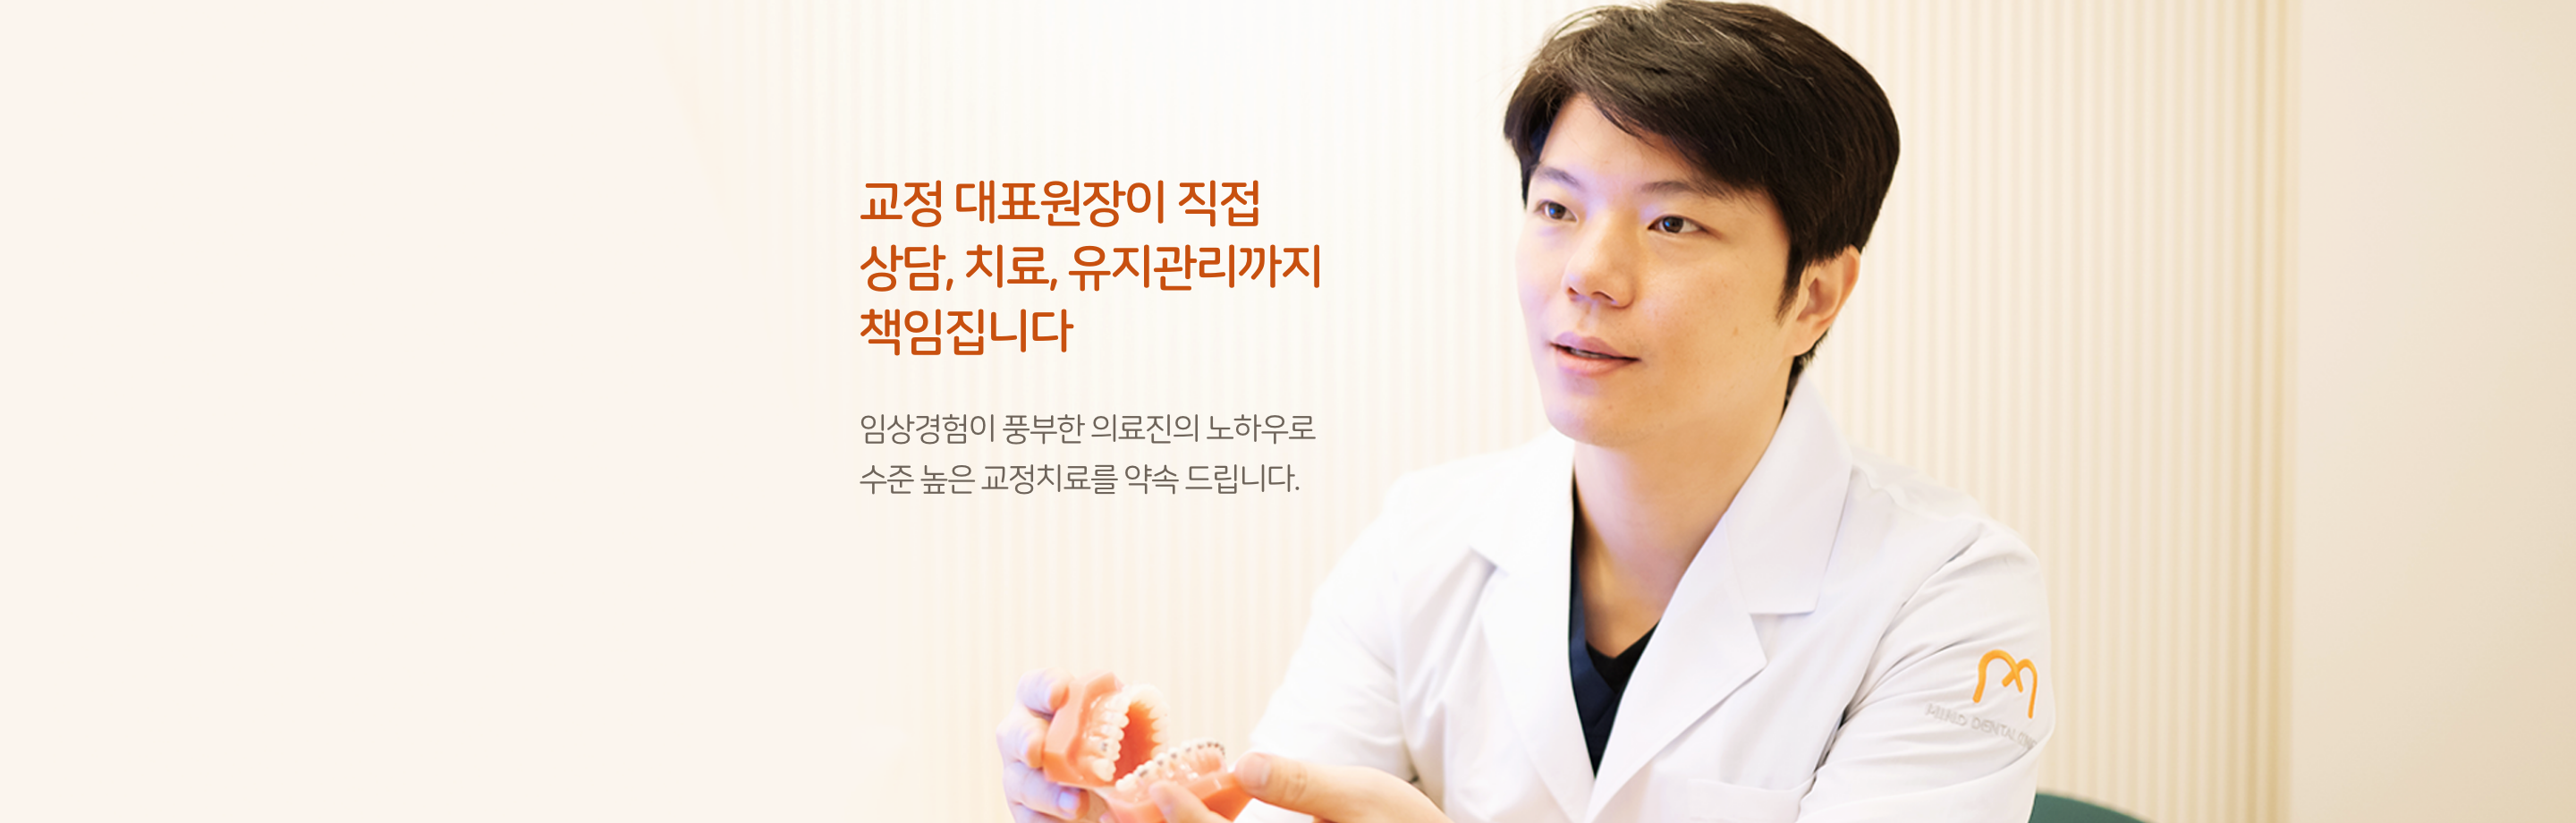 교정 대표원장이 직접
상담, 치료, 유지관리까지
책임집니다
임상경험이 풍부한 의료진의 노하우로
수준 높은 교정치료를 약속 드립니다.
DENTAL